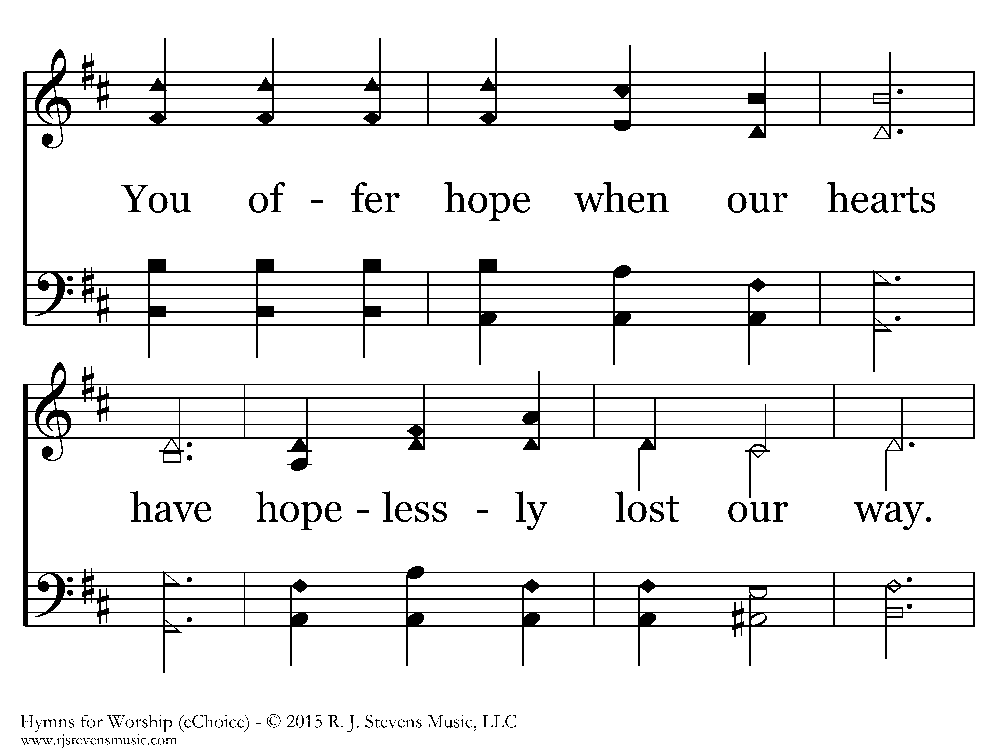 You of - fer hope when our hearts
have hope - less - ly lost our way.
Hymns for Worship (eChoice) - © 2015 R. J. Stevens Music, LLC
www.rjstevensmusic.com